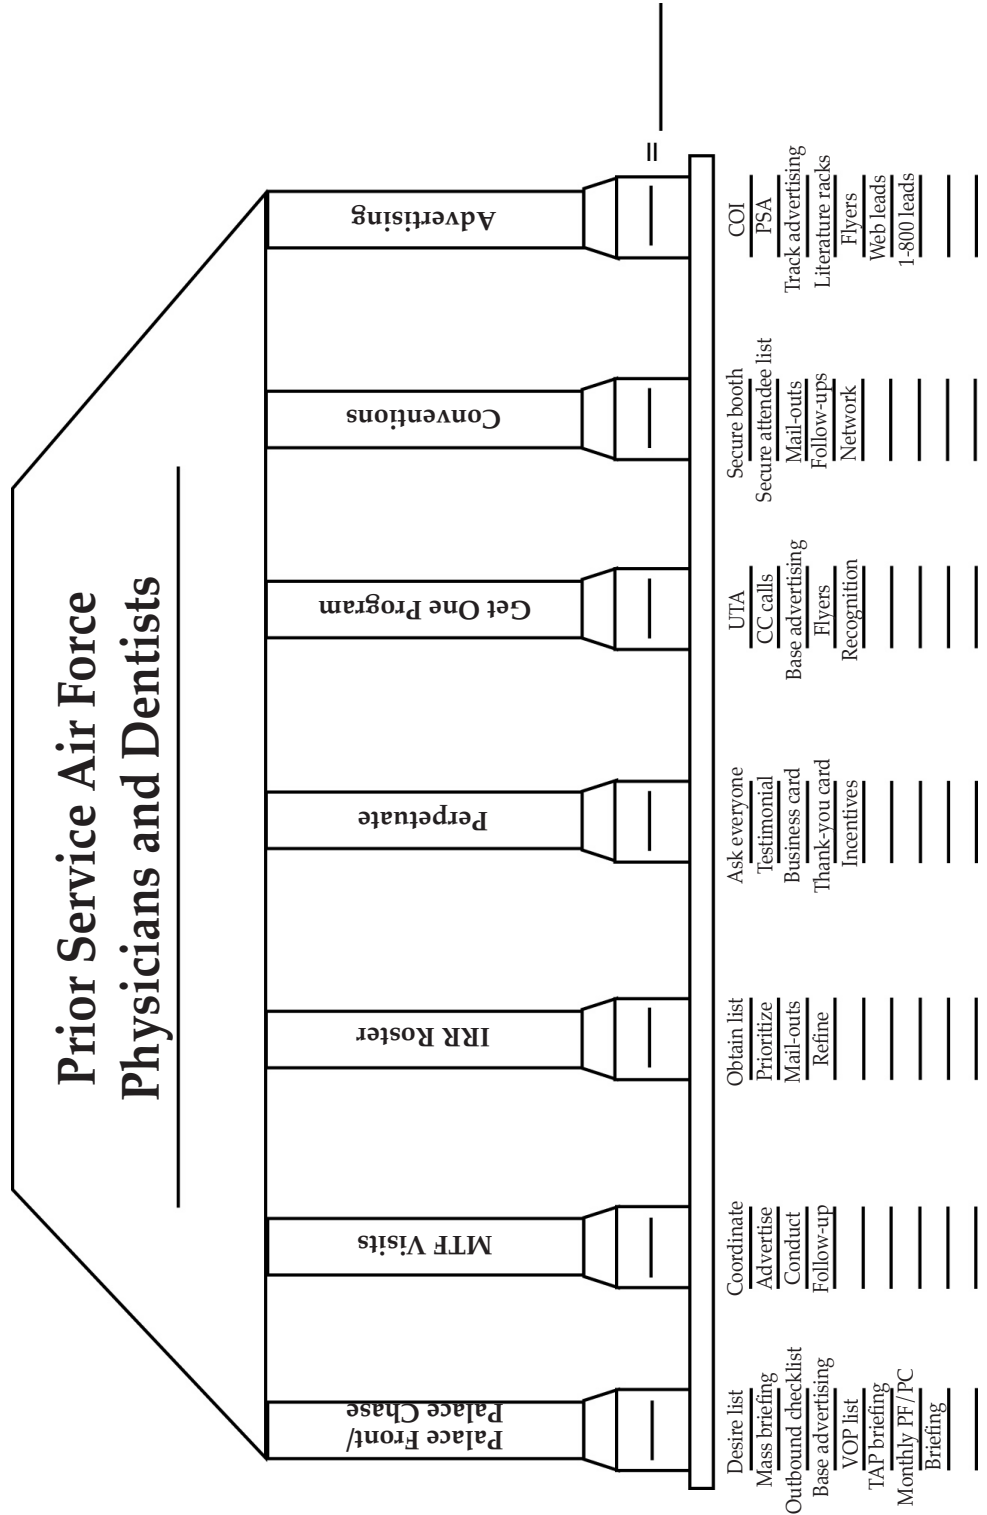 Prior Service Air Force
Physicians and Dentists
Palace Front/
Palace Chase
MTF Visits
IRR Roster
Perpetuate
Get One Program
Conventions
Advertising
=
Desire list
Mass briefing
Outbound checklist
Base advertising
VOP list
TAP briefing
Monthly PF/PC
Briefing
Coordinate
Advertise
Conduct
Follow-up
Obtain list
Prioritize
Mail-outs
Refine
Ask everyone
Testimonial
Business card
Thank-you card
Incentives
UTA
CC calls
Base advertising
Flyers
Recognition
Secure booth
Secure attendee list
Mail-outs
Follow-ups
Network
COI
PSA
Track advertising
Literature racks
Flyers
Web leads
1-800 leads